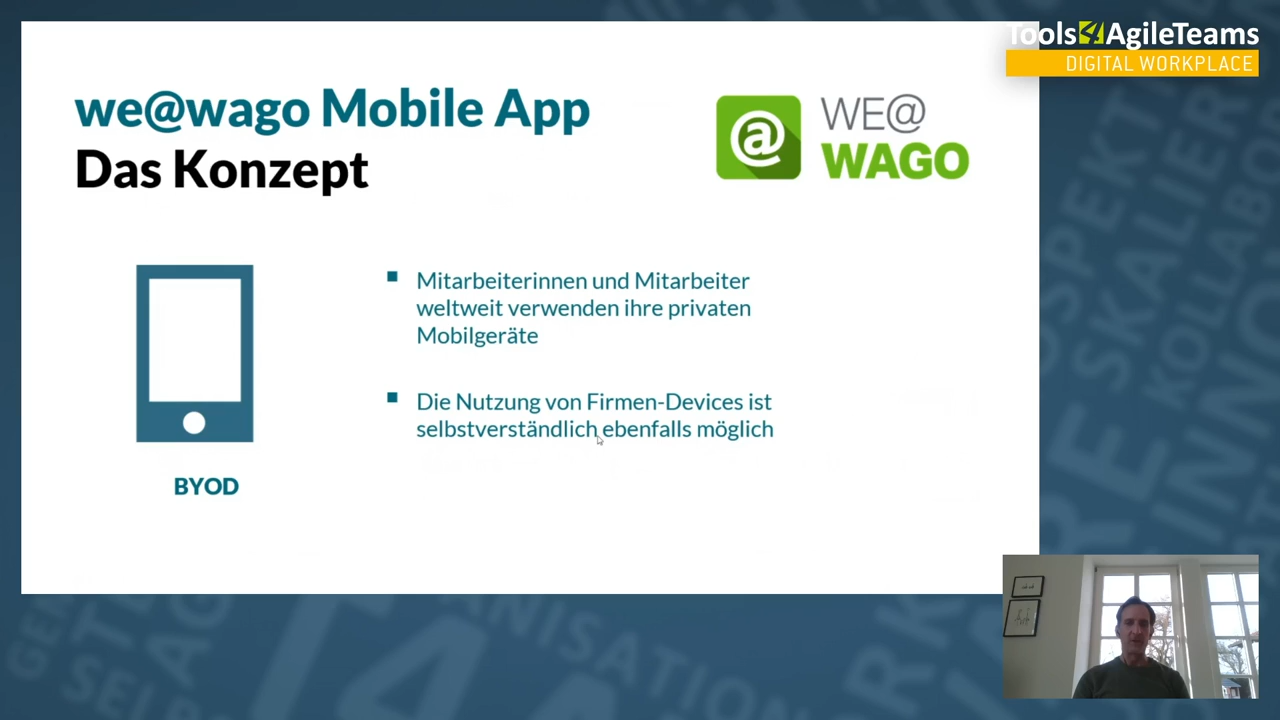 Tools4AgileTeams
DIGITAL WORKPLACE
we@wago Mobile App
Das Konzept
@
WE@
WAGO
Mitarbeiterinnen und Mitarbeiter
weltweit verwenden ihre privaten
Mobilgeräte
Die Nutzung von Firmen-Devices ist
selbstverständlich ebenfalls möglich
BYOD